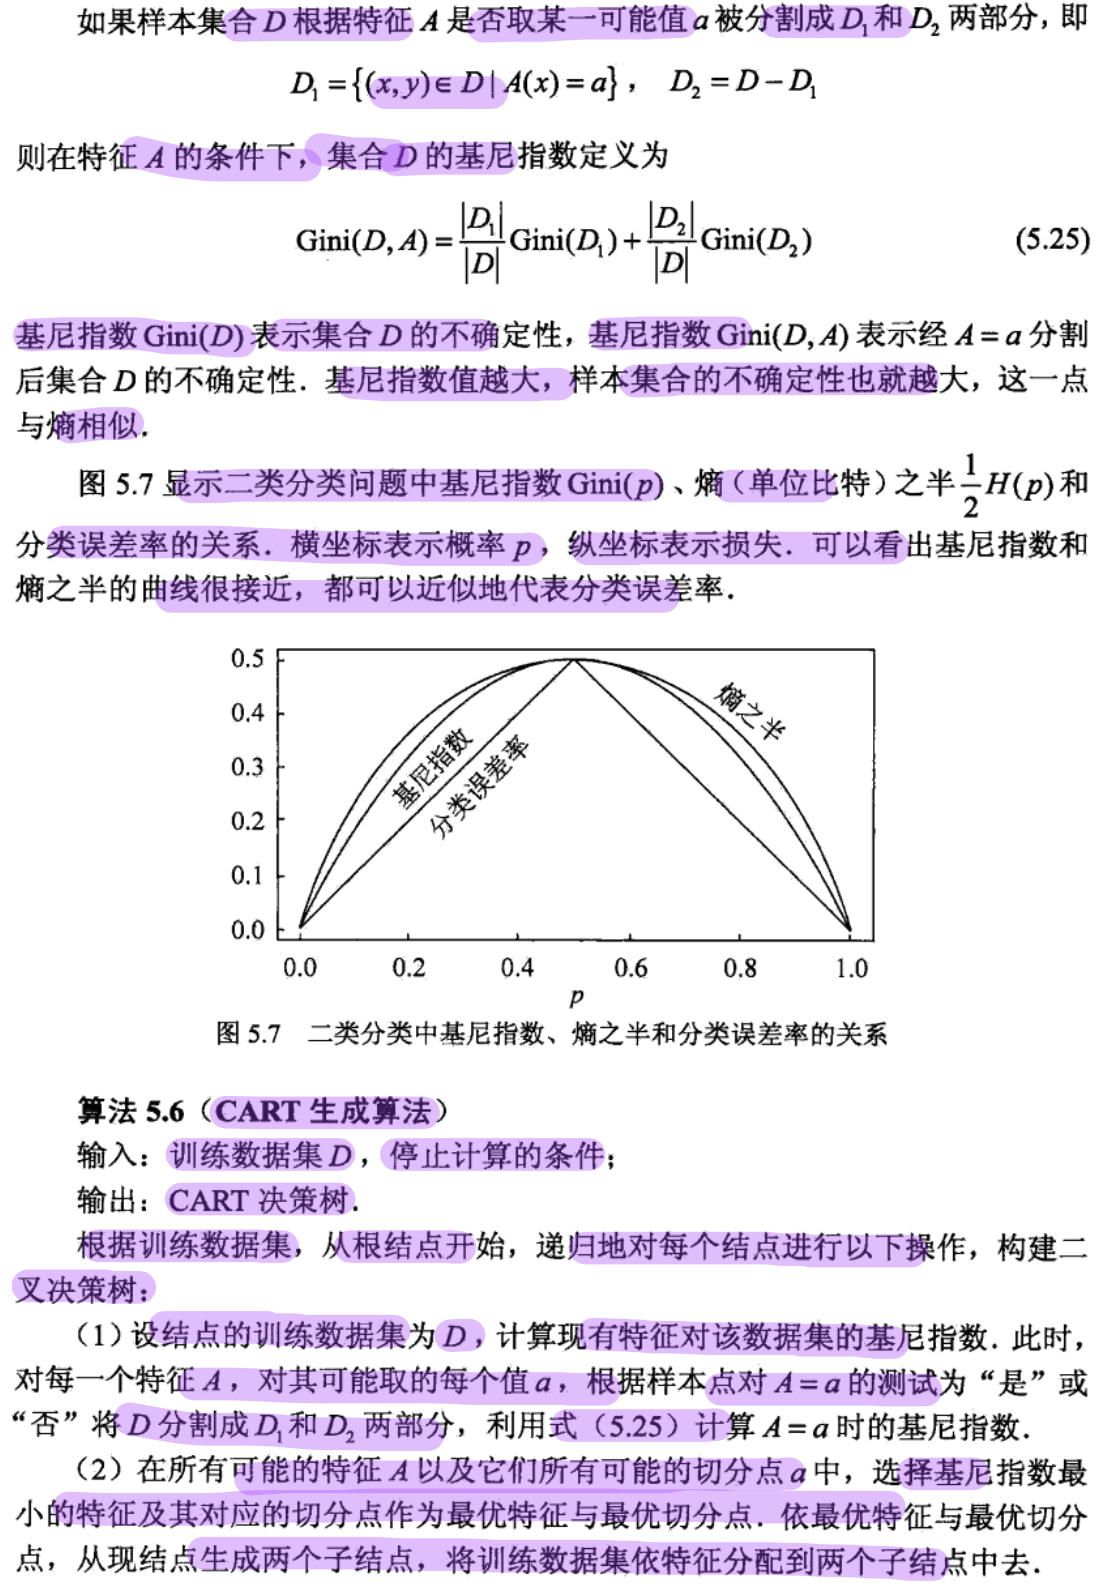 如果样本集合 D 根据特征 A 是否取某一可能值 a 被分割成 D₁ 和 D₂ 两部分，即
D₁ = {(x, y) ∈ D | A(x) = a}， D₂ = D − D₁
则在特征 A 的条件下，集合 D 的基尼指数定义为
Gini(D, A) = |D₁|/|D| Gini(D₁) + |D₂|/|D| Gini(D₂) (5.25)
基尼指数 Gini(D) 表示集合 D 的不确定性，基尼指数 Gini(D, A) 表示经 A = a 分割
后集合 D 的不确定性．基尼指数值越大，样本集合的不确定性也就越大，这一点
与熵相似．
图 5.7 显示二类分类问题中基尼指数 Gini(p)、熵（单位比特）之半 1/2 H(p) 和
分类误差率的关系．横坐标表示概率 p，纵坐标表示损失．可以看出基尼指数和
熵之半的曲线很接近，都可以近似地代表分类误差率．
0.5
0.4
0.3
0.2
0.1
0.0
基尼指数
分类误差率
熵之半
0.0 0.2 0.4 0.6 0.8 1.0
p
图 5.7 二类分类中基尼指数、熵之半和分类误差率的关系
算法 5.6（CART 生成算法）
输入：训练数据集 D，停止计算的条件；
输出：CART 决策树．
根据训练数据集，从根结点开始，递归地对每个结点进行以下操作，构建二
叉决策树：
（1）设结点的训练数据集为 D，计算现有特征对该数据集的基尼指数．此时，
对每一个特征 A，对其可能取的每个值 a，根据样本点对 A = a 的测试为“是”或
“否”将 D 分割成 D₁ 和 D₂ 两部分，利用式（5.25）计算 A = a 时的基尼指数．
（2）在所有可能的特征 A 以及它们所有可能的切分点 a 中，选择基尼指数最
小的特征及其对应的切分点作为最优特征与最优切分点．依最优特征与最优切分
点，从现结点生成两个子结点，将训练数据集依特征分配到两个子结点中去．